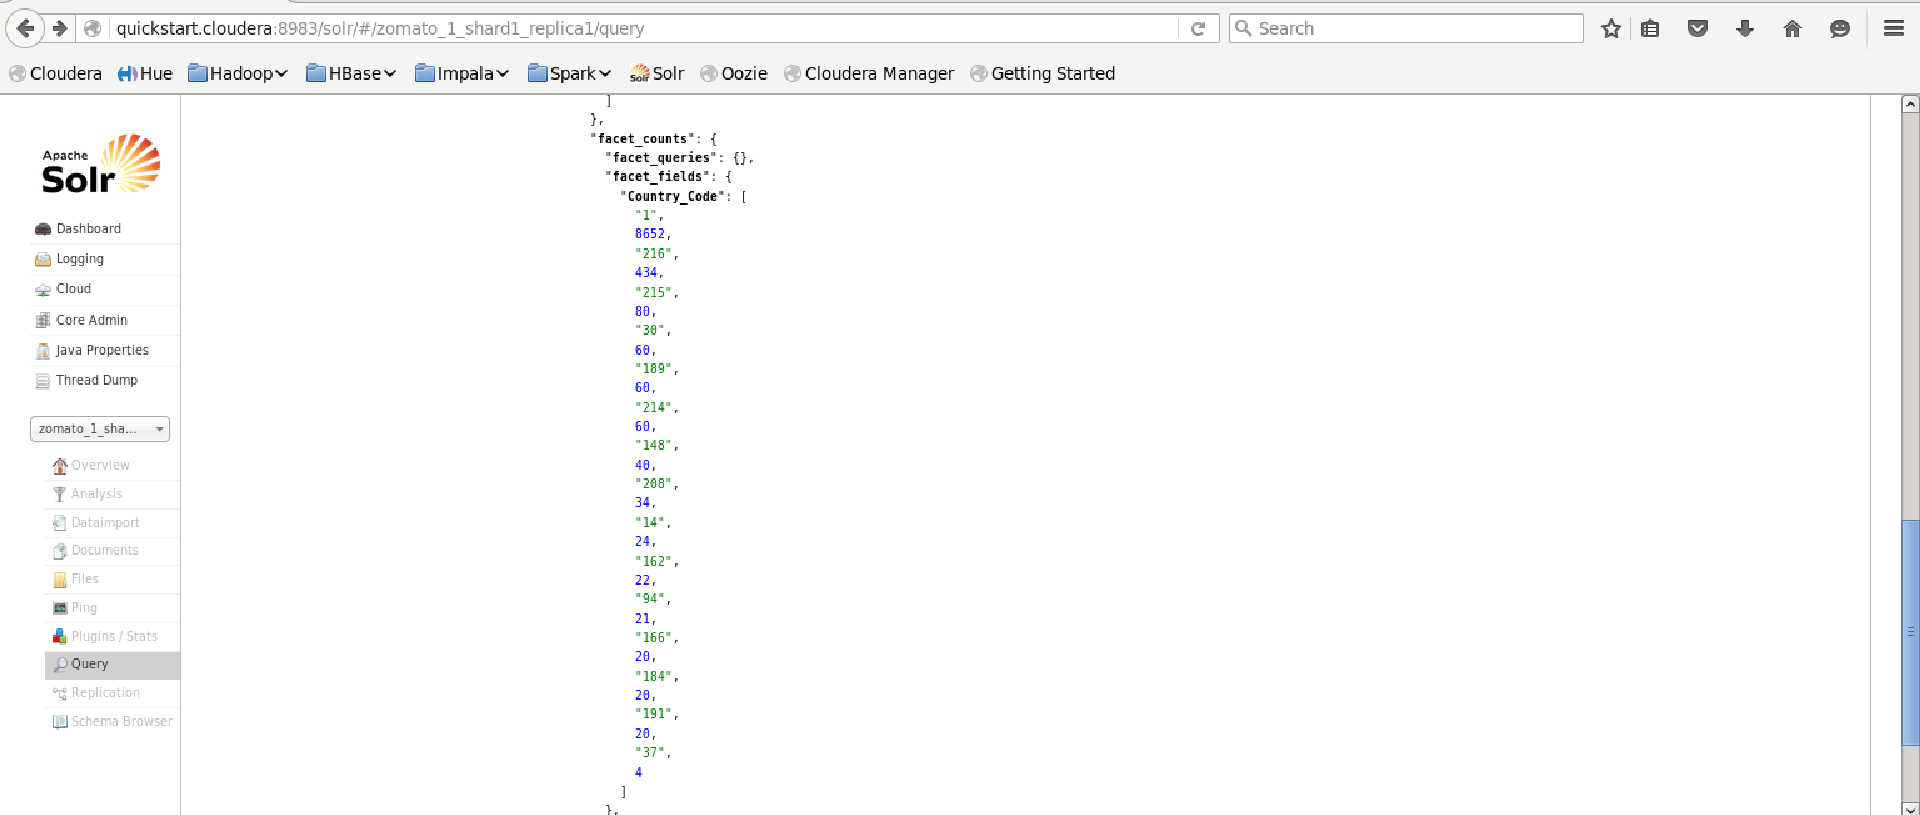 quickstart.cloudera:8983/solr/#/zomato_1_shard1_replica1/query
Search
Cloudera Hue Hadoop HBase Impala Spark Solr Oozie Cloudera Manager Getting Started
Apache
Solr
Dashboard
Logging
Cloud
Core Admin
Java Properties
Thread Dump
zomato_1_sha...
Overview
Analysis
Dataimport
Documents
Files
Ping
Plugins / Stats
Query
Replication
Schema Browser
]
},
"facet_counts": {
"facet_queries": {},
"facet_fields": {
"Country_Code": [
"1",
8652,
"216",
434,
"215",
80,
"30",
60,
"189",
60,
"214",
60,
"148",
40,
"208",
34,
"14",
24,
"162",
22,
"94",
21,
"166",
20,
"184",
20,
"191",
20,
"37",
4
]
},